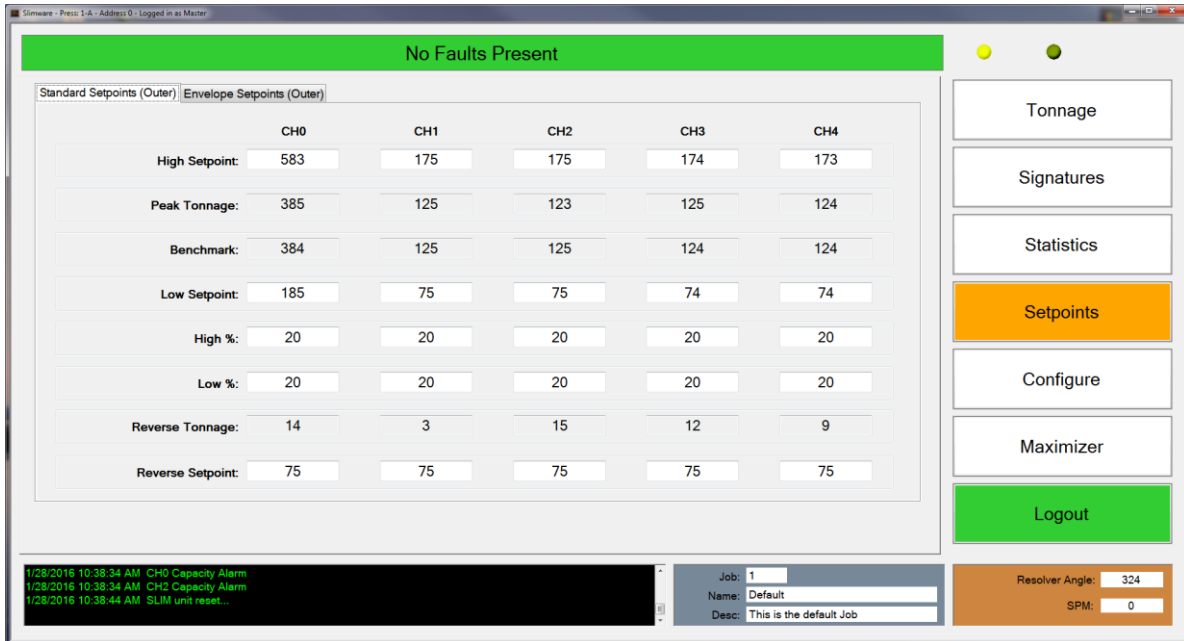 Slimware - Press 1-A - Address 0 - Logged in as Master
No Faults Present
Standard Setpoints (Outer) Envelope Setpoints (Outer)
CH0 CH1 CH2 CH3 CH4
High Setpoint: 583 175 175 174 173
Peak Tonnage: 385 125 123 125 124
Benchmark: 384 125 125 124 124
Low Setpoint: 185 75 75 74 74
High %: 20 20 20 20 20
Low %: 20 20 20 20 20
Reverse Tonnage: 14 3 15 12 9
Reverse Setpoint: 75 75 75 75 75
Tonnage
Signatures
Statistics
Setpoints
Configure
Maximizer
Logout
1/28/2016 10:38:34 AM CH0 Capacity Alarm
1/28/2016 10:38:34 AM CH2 Capacity Alarm
1/28/2016 10:38:44 AM SLIM unit reset...
Job: 1
Name: Default
Desc: This is the default Job
Resolver Angle: 324
SPM: 0